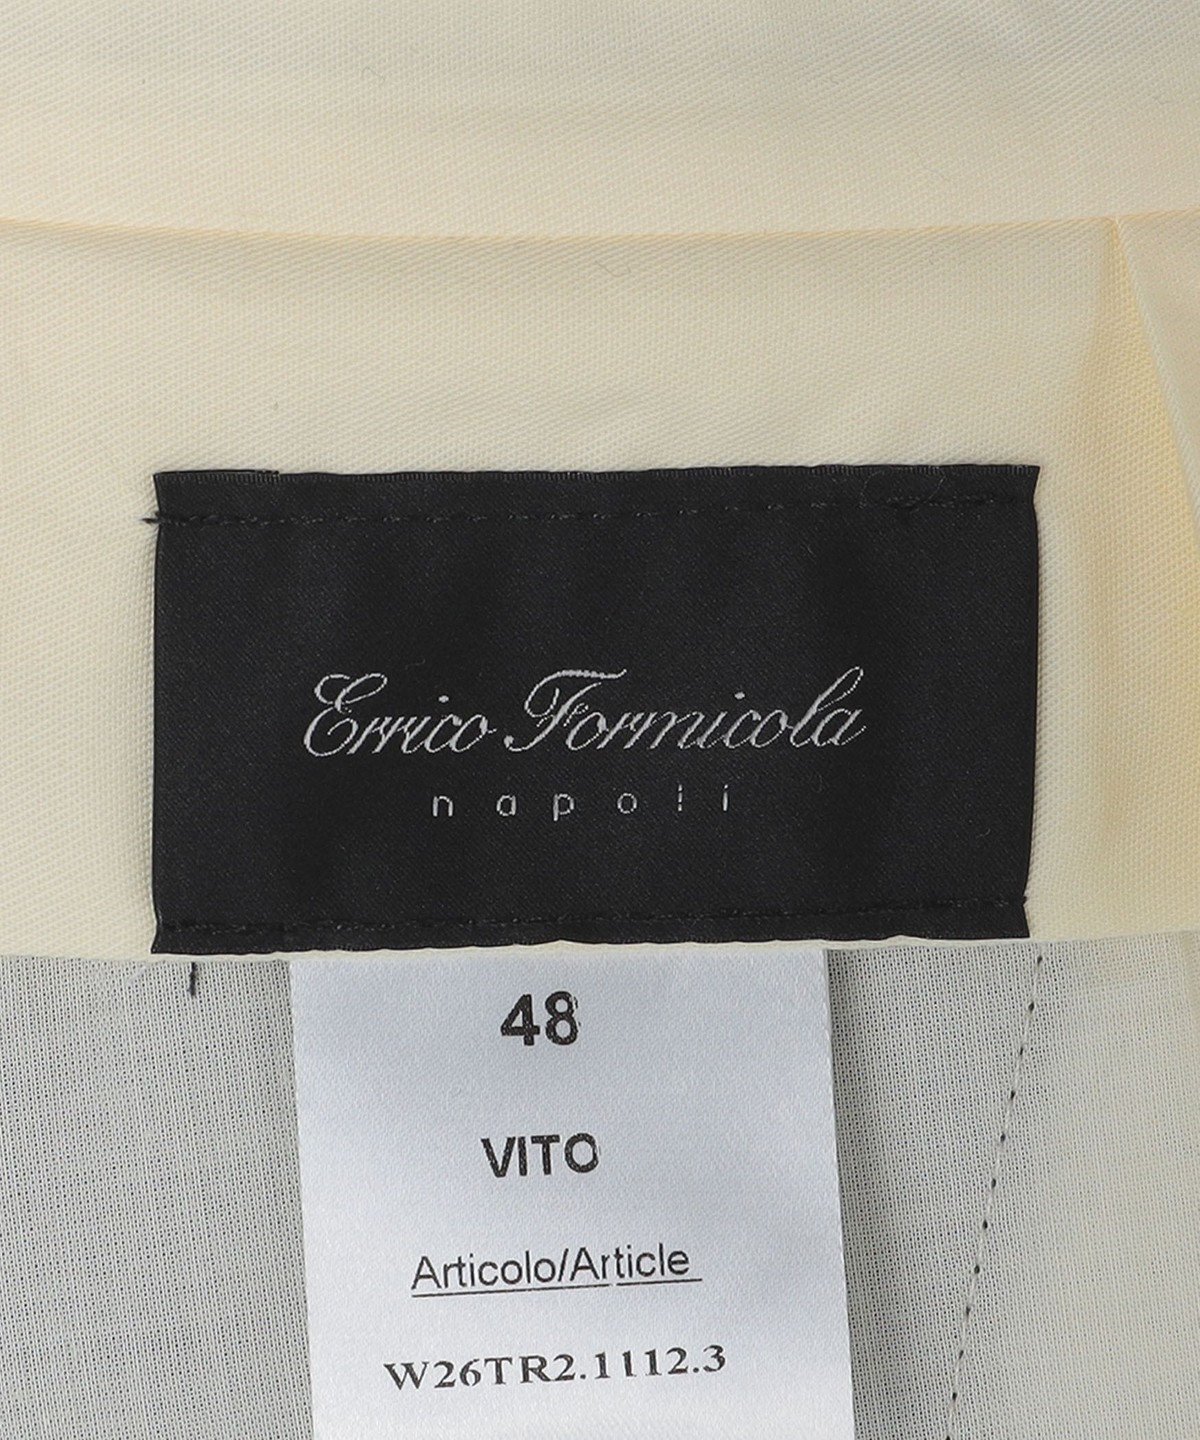 Errico Formicola
napoli
48
VITO
Articolo/Article
W26TR2.1112.3